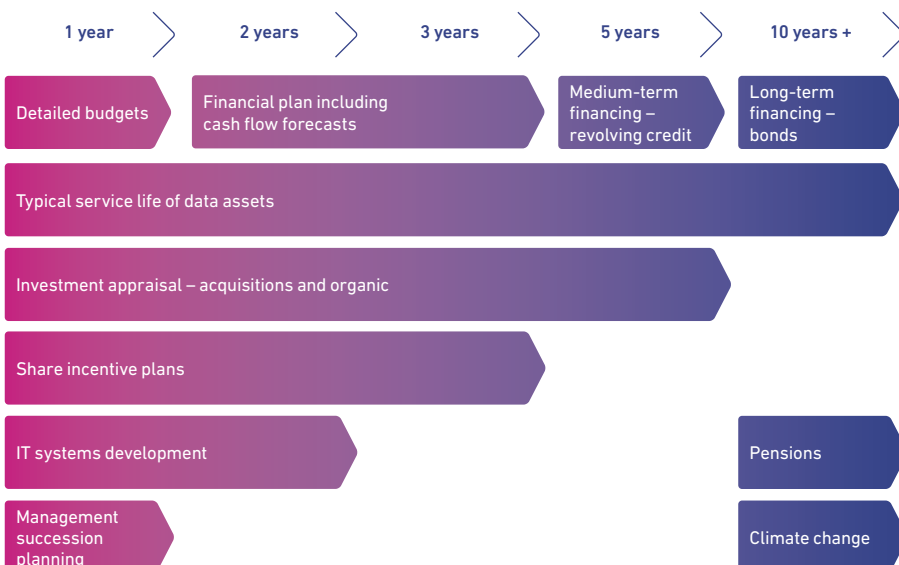 1 year
2 years
3 years
5 years
10 years +
Detailed budgets
Financial plan including
cash flow forecasts
Medium-term
financing –
revolving credit
Long-term
financing –
bonds
Typical service life of data assets
Investment appraisal – acquisitions and organic
Share incentive plans
IT systems development
Pensions
Management
succession
planning
Climate change